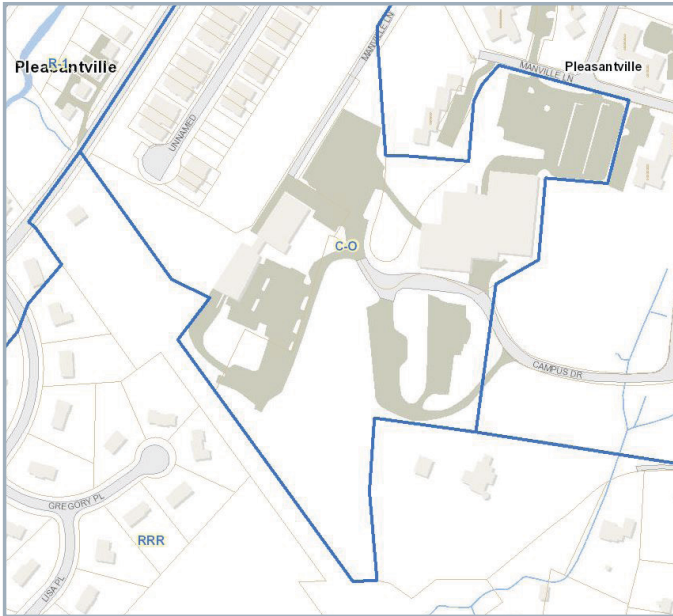 MANVILLE LN
Pleasantville
R-1
Pleasantville
MANVILLE LN
UNNAMED
C-O
CAMPUS DR
GREGORY PL
RRR
LISA PL